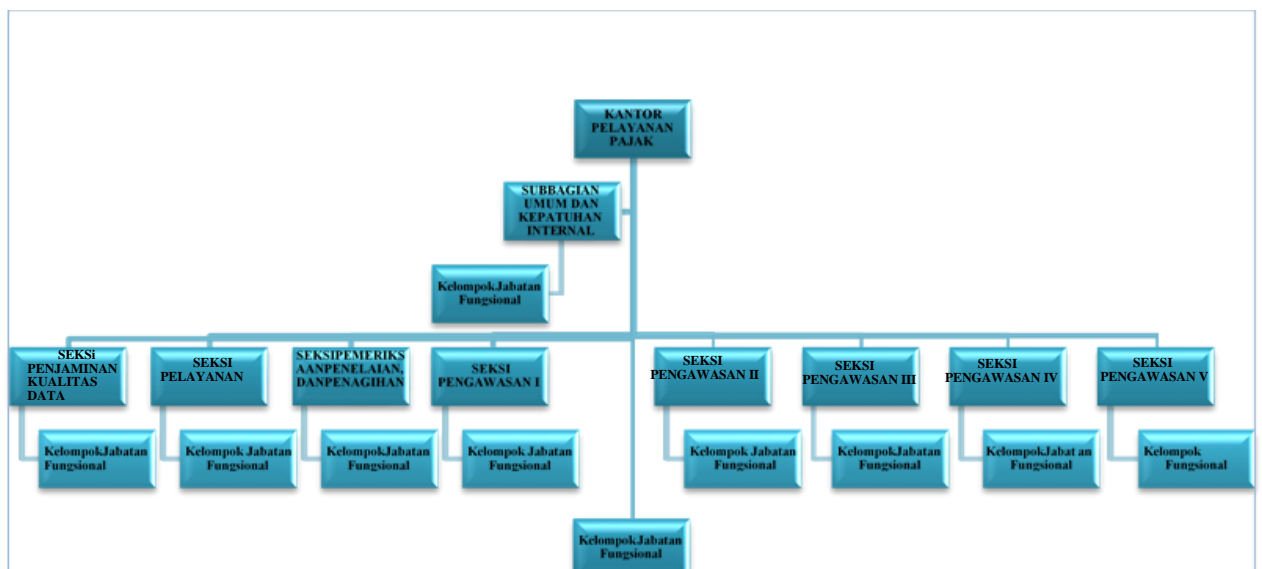 KANTOR
PELAYANAN
PAJAK
SUBBAGIAN
UMUM DAN
KEPATUHAN
INTERNAL
KelompokJabatan
Fungsional
SEKSi
PENJAMINAN
KUALITAS
DATA
SEKSI
PELAYANAN
SEKSIPEMERIKS
AANPENELAIAN,
DANPENAGIHAN
SEKSI
PENGAWASAN I
SEKSI
PENGAWASAN II
SEKSI
PENGAWASAN III
SEKSI
PENGAWASAN IV
SEKSI
PENGAWASAN V
KelompokJabatan
Fungsional
Kelompok Jabatan
Fungsional
KelompokJabatan
Fungsional
Kelompok Jabatan
Fungsional
Kelompok Jabatan
Fungsional
KelompokJabatan
Fungsional
KelompokJabat an
Fungsional
Kelompok
Fungsional
KelompokJabatan
Fungsional